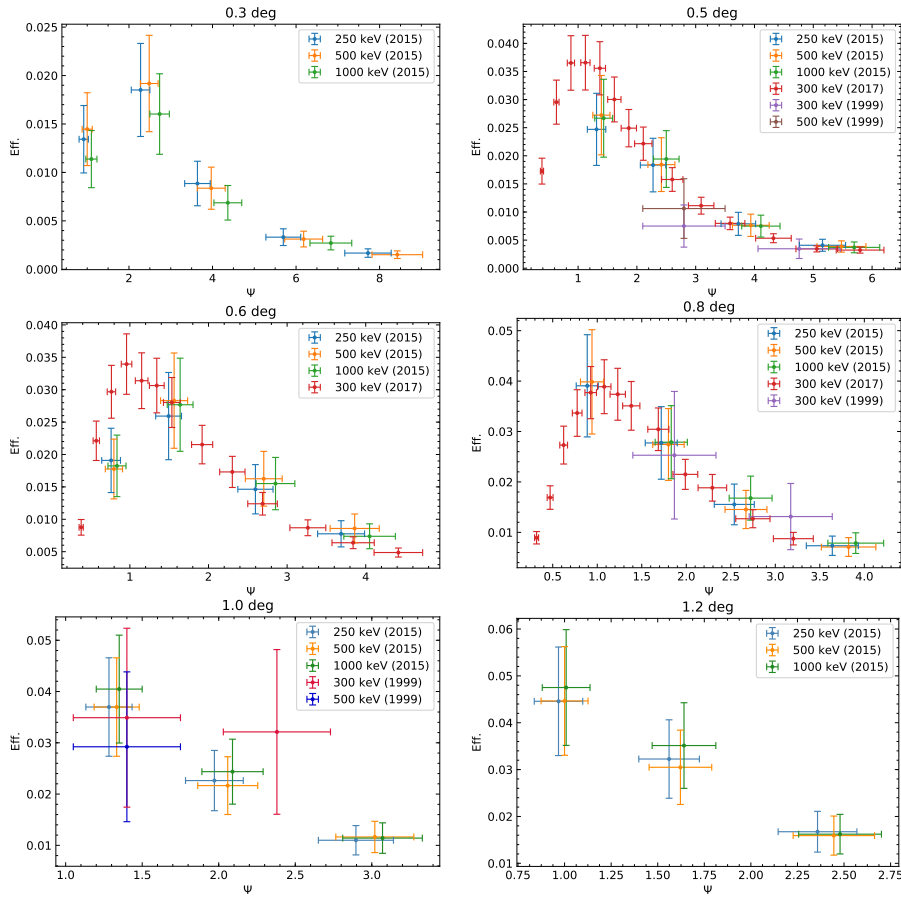 0.3 deg
0.025
0.020
0.015
0.010
0.005
0.000
Eff.
250 keV (2015)
500 keV (2015)
1000 keV (2015)
2 4 6 8
Ψ
0.5 deg
0.040
0.035
0.030
0.025
0.020
0.015
0.010
0.005
0.000
Eff.
250 keV (2015)
500 keV (2015)
1000 keV (2015)
300 keV (2017)
300 keV (1999)
500 keV (1999)
0 1 2 3 4 5 6
Ψ
0.6 deg
0.040
0.035
0.030
0.025
0.020
0.015
0.010
0.005
Eff.
250 keV (2015)
500 keV (2015)
1000 keV (2015)
300 keV (2017)
1 2 3 4
Ψ
0.8 deg
0.05
0.04
0.03
0.02
0.01
Eff.
250 keV (2015)
500 keV (2015)
1000 keV (2015)
300 keV (2017)
300 keV (1999)
0.5 1.0 1.5 2.0 2.5 3.0 3.5 4.0
Ψ
1.0 deg
0.05
0.04
0.03
0.02
0.01
Eff.
250 keV (2015)
500 keV (2015)
1000 keV (2015)
300 keV (1999)
500 keV (1999)
1.0 1.5 2.0 2.5 3.0
Ψ
1.2 deg
0.06
0.05
0.04
0.03
0.02
0.01
Eff.
250 keV (2015)
500 keV (2015)
1000 keV (2015)
0.75 1.00 1.25 1.50 1.75 2.00 2.25 2.50 2.75
Ψ